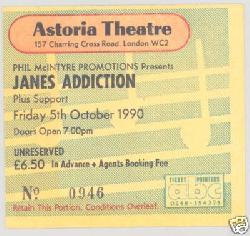 Astoria Theatre
157 Charring Cross Road. London WC2
PHIL McINTYRE PROMOTIONS Presents
JANES ADDICTION
Plus Support
Friday 5th October 1990
Doors Open 7.00pm
UNRESERVED
£6.50 In Advance + Agents Booking Fee
TICKET PRINTERS
abc
No 0946
Retain This Portion. Conditions Overleaf.